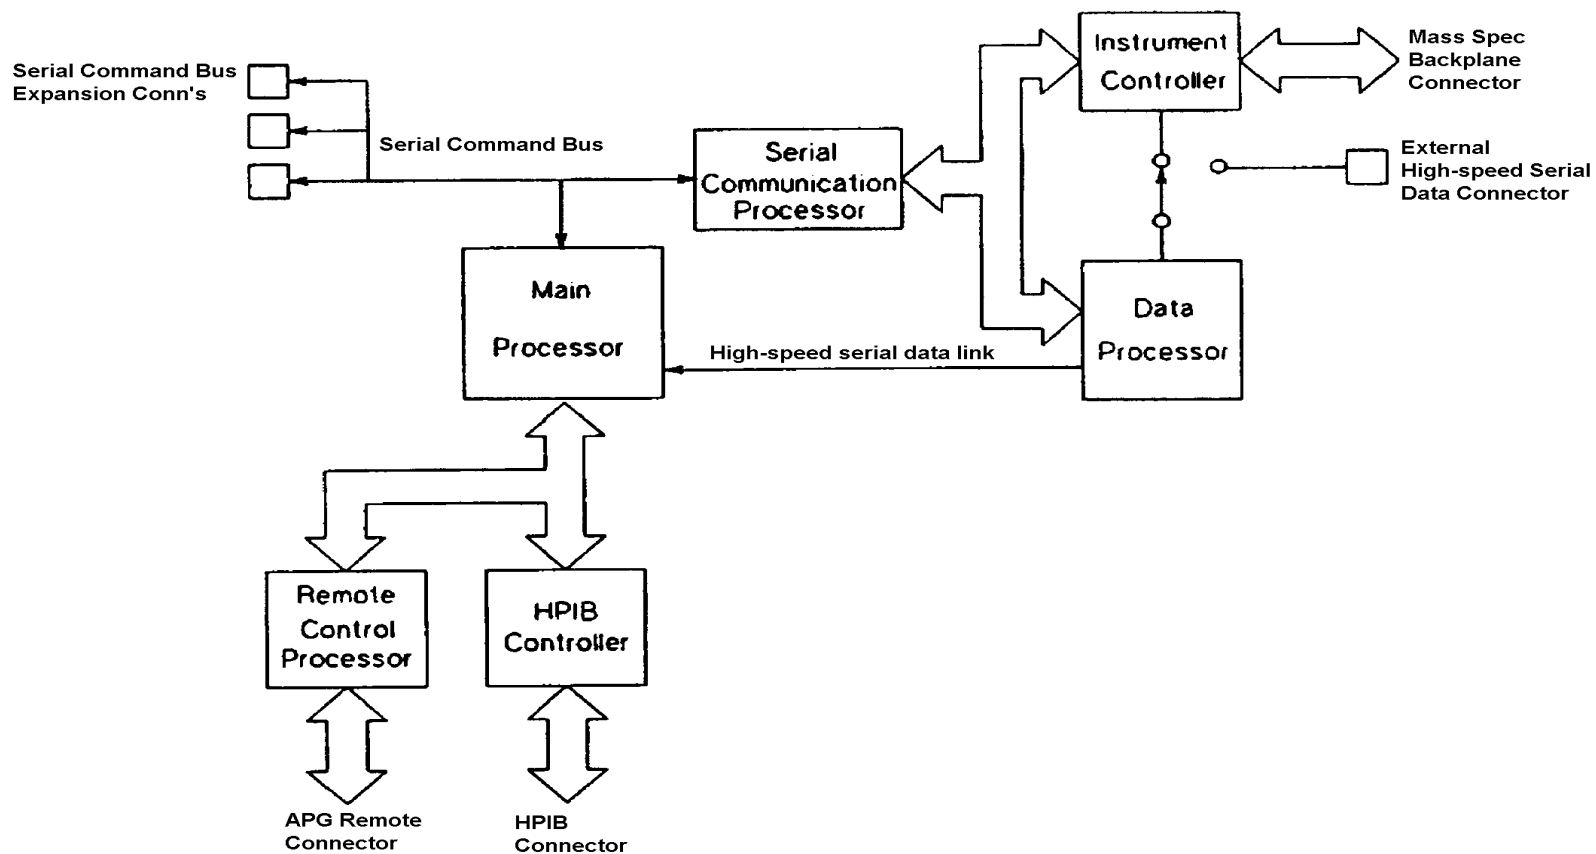 Serial Command Bus
Expansion Conn's
Serial Command Bus
Serial
Communication
Processor
Instrument
Controller
Mass Spec
Backplane
Connector
External
High-speed Serial
Data Connector
Main
Processor
High-speed serial data link
Data
Processor
Remote
Control
Processor
HPIB
Controller
APG Remote
Connector
HPIB
Connector